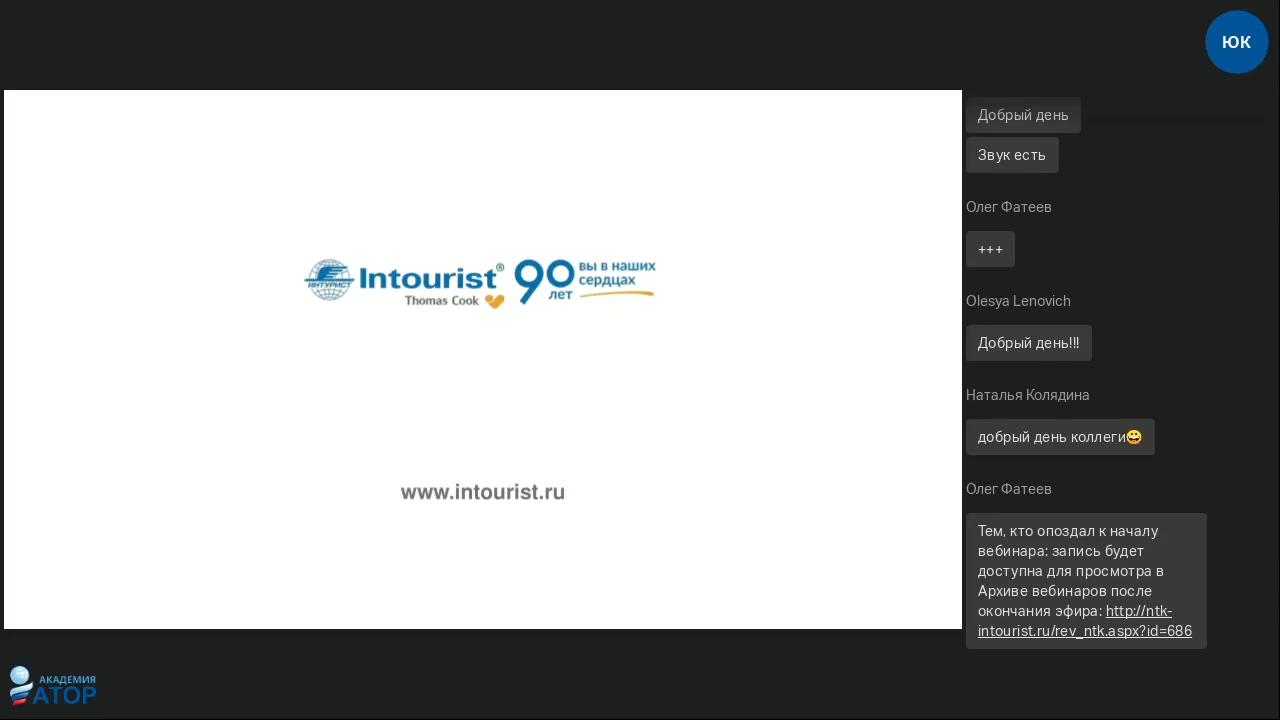 ЮК
ИНТУРИСТ
Intourist®
Thomas Cook
90 лет
вы в наших
сердцах
www.intourist.ru
Добрый день
Звук есть
Олег Фатеев
+++
Olesya Lenovich
Добрый день!!!
Наталья Колядина
добрый день коллеги😀
Олег Фатеев
Тем, кто опоздал к началу
вебинара: запись будет
доступна для просмотра в
Архиве вебинаров после
окончания эфира: http://ntk-
intourist.ru/rev_ntk.aspx?id=686
АКАДЕМИЯ
АТОР